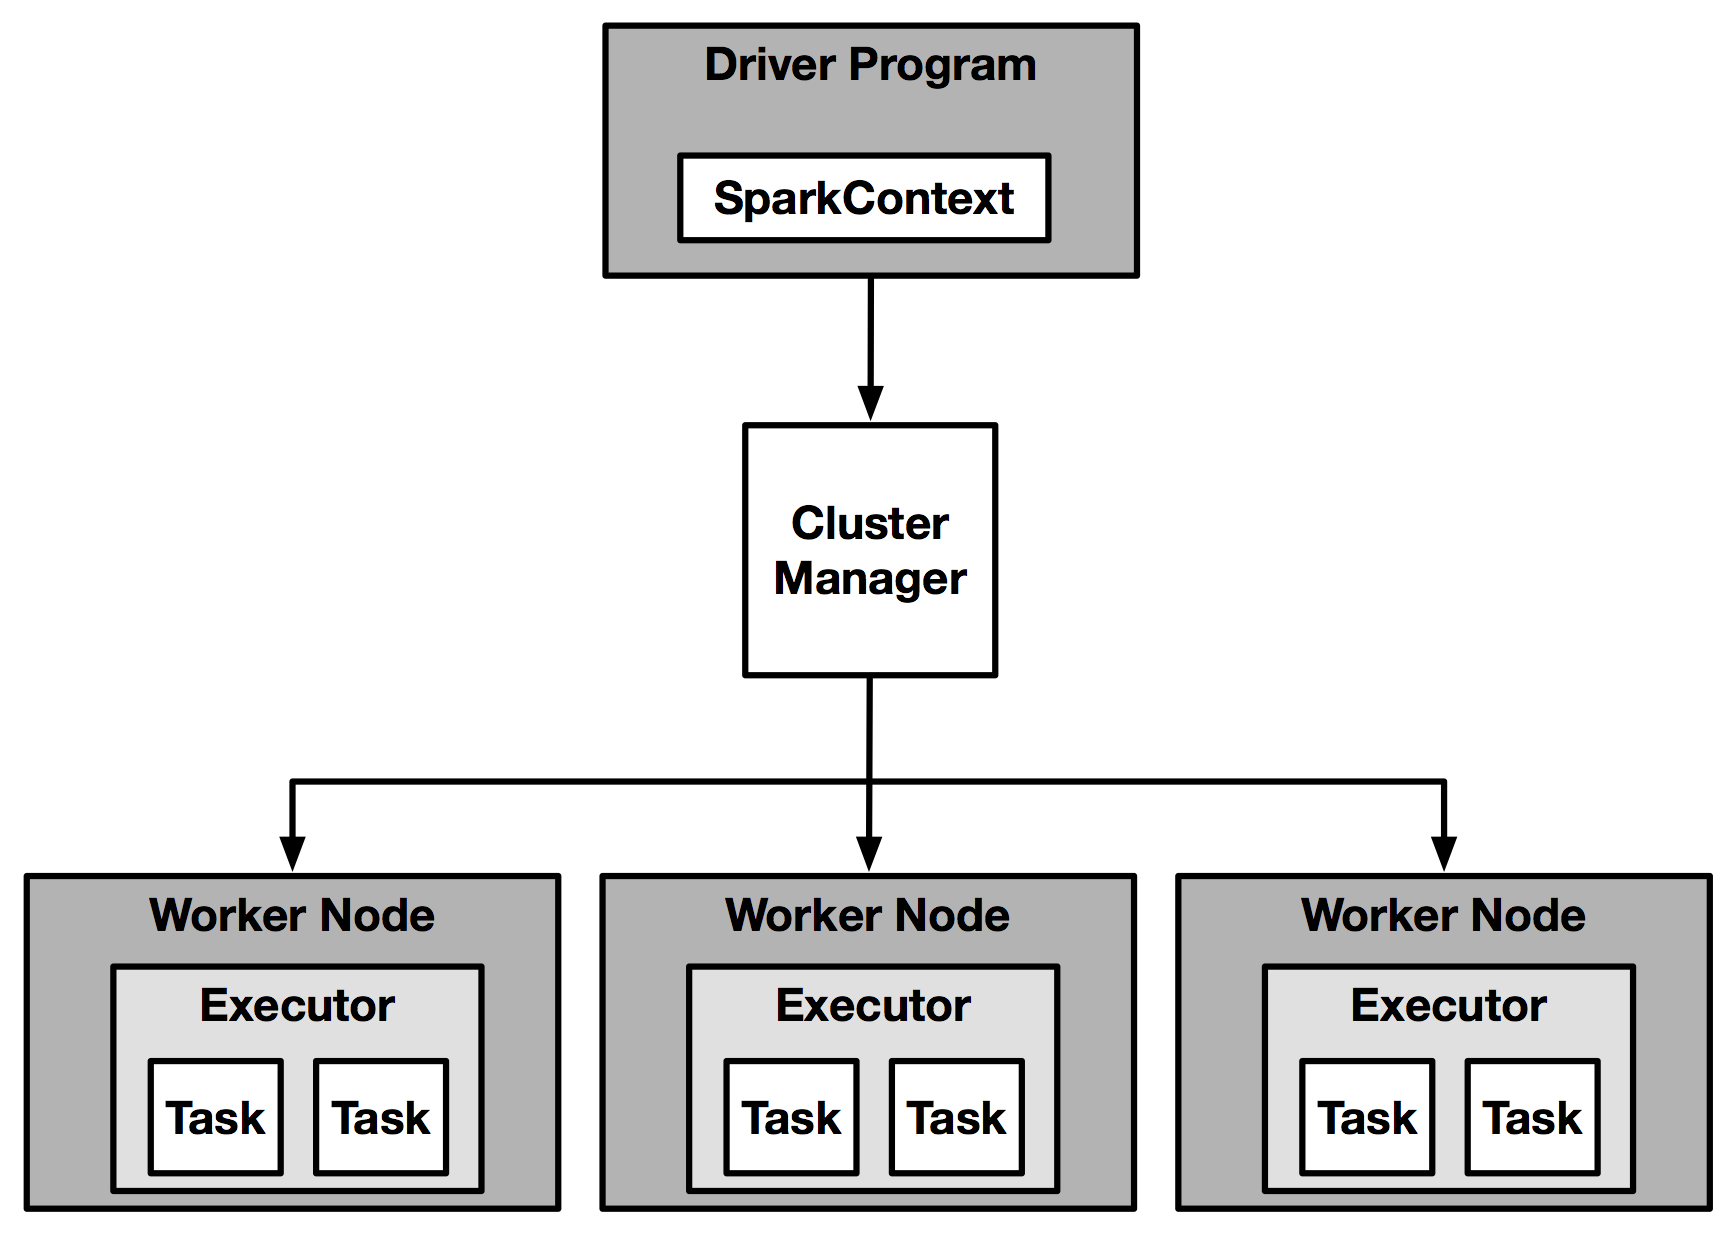 Driver Program
SparkContext
Cluster
Manager
Worker Node
Executor
Task Task
Worker Node
Executor
Task Task
Worker Node
Executor
Task Task